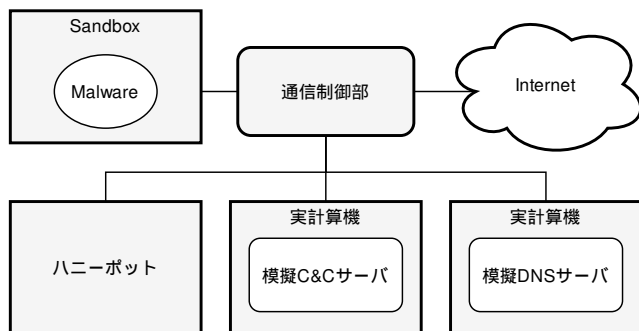 Sandbox
Malware
通信制御部
Internet
ハニーポット
実計算機
模擬C&Cサーバ
実計算機
模擬DNSサーバ